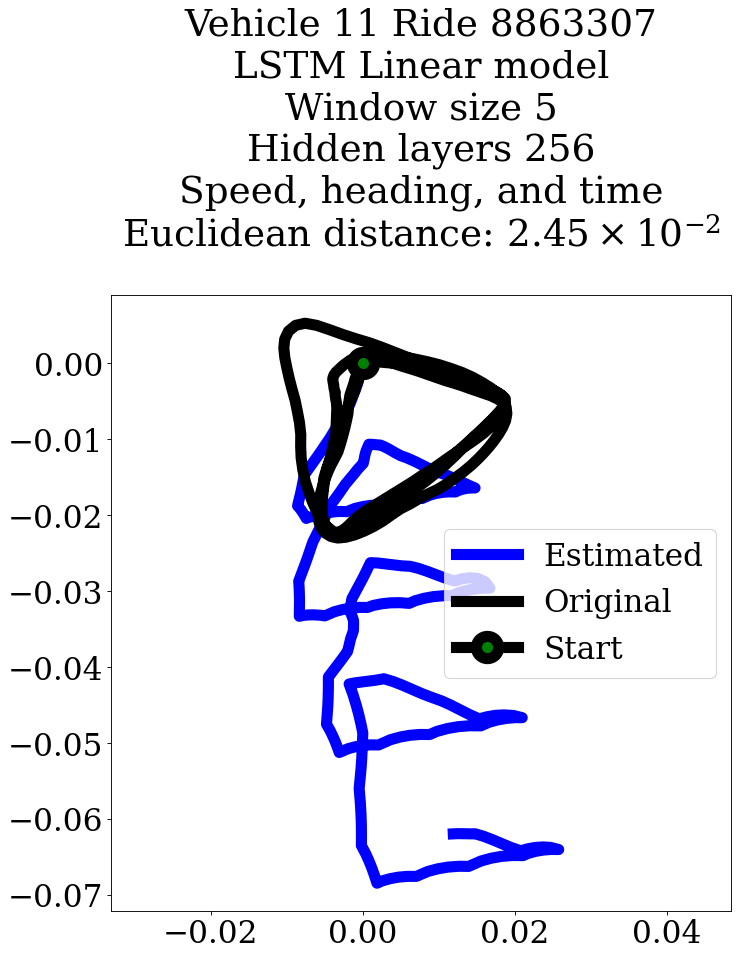 Vehicle 11 Ride 8863307
LSTM Linear model
Window size 5
Hidden layers 256
Speed, heading, and time
Euclidean distance: 2.45 × 10⁻²
0.00
−0.01
−0.02
−0.03
−0.04
−0.05
−0.06
−0.07
Estimated
Original
Start
−0.02 0.00 0.02 0.04